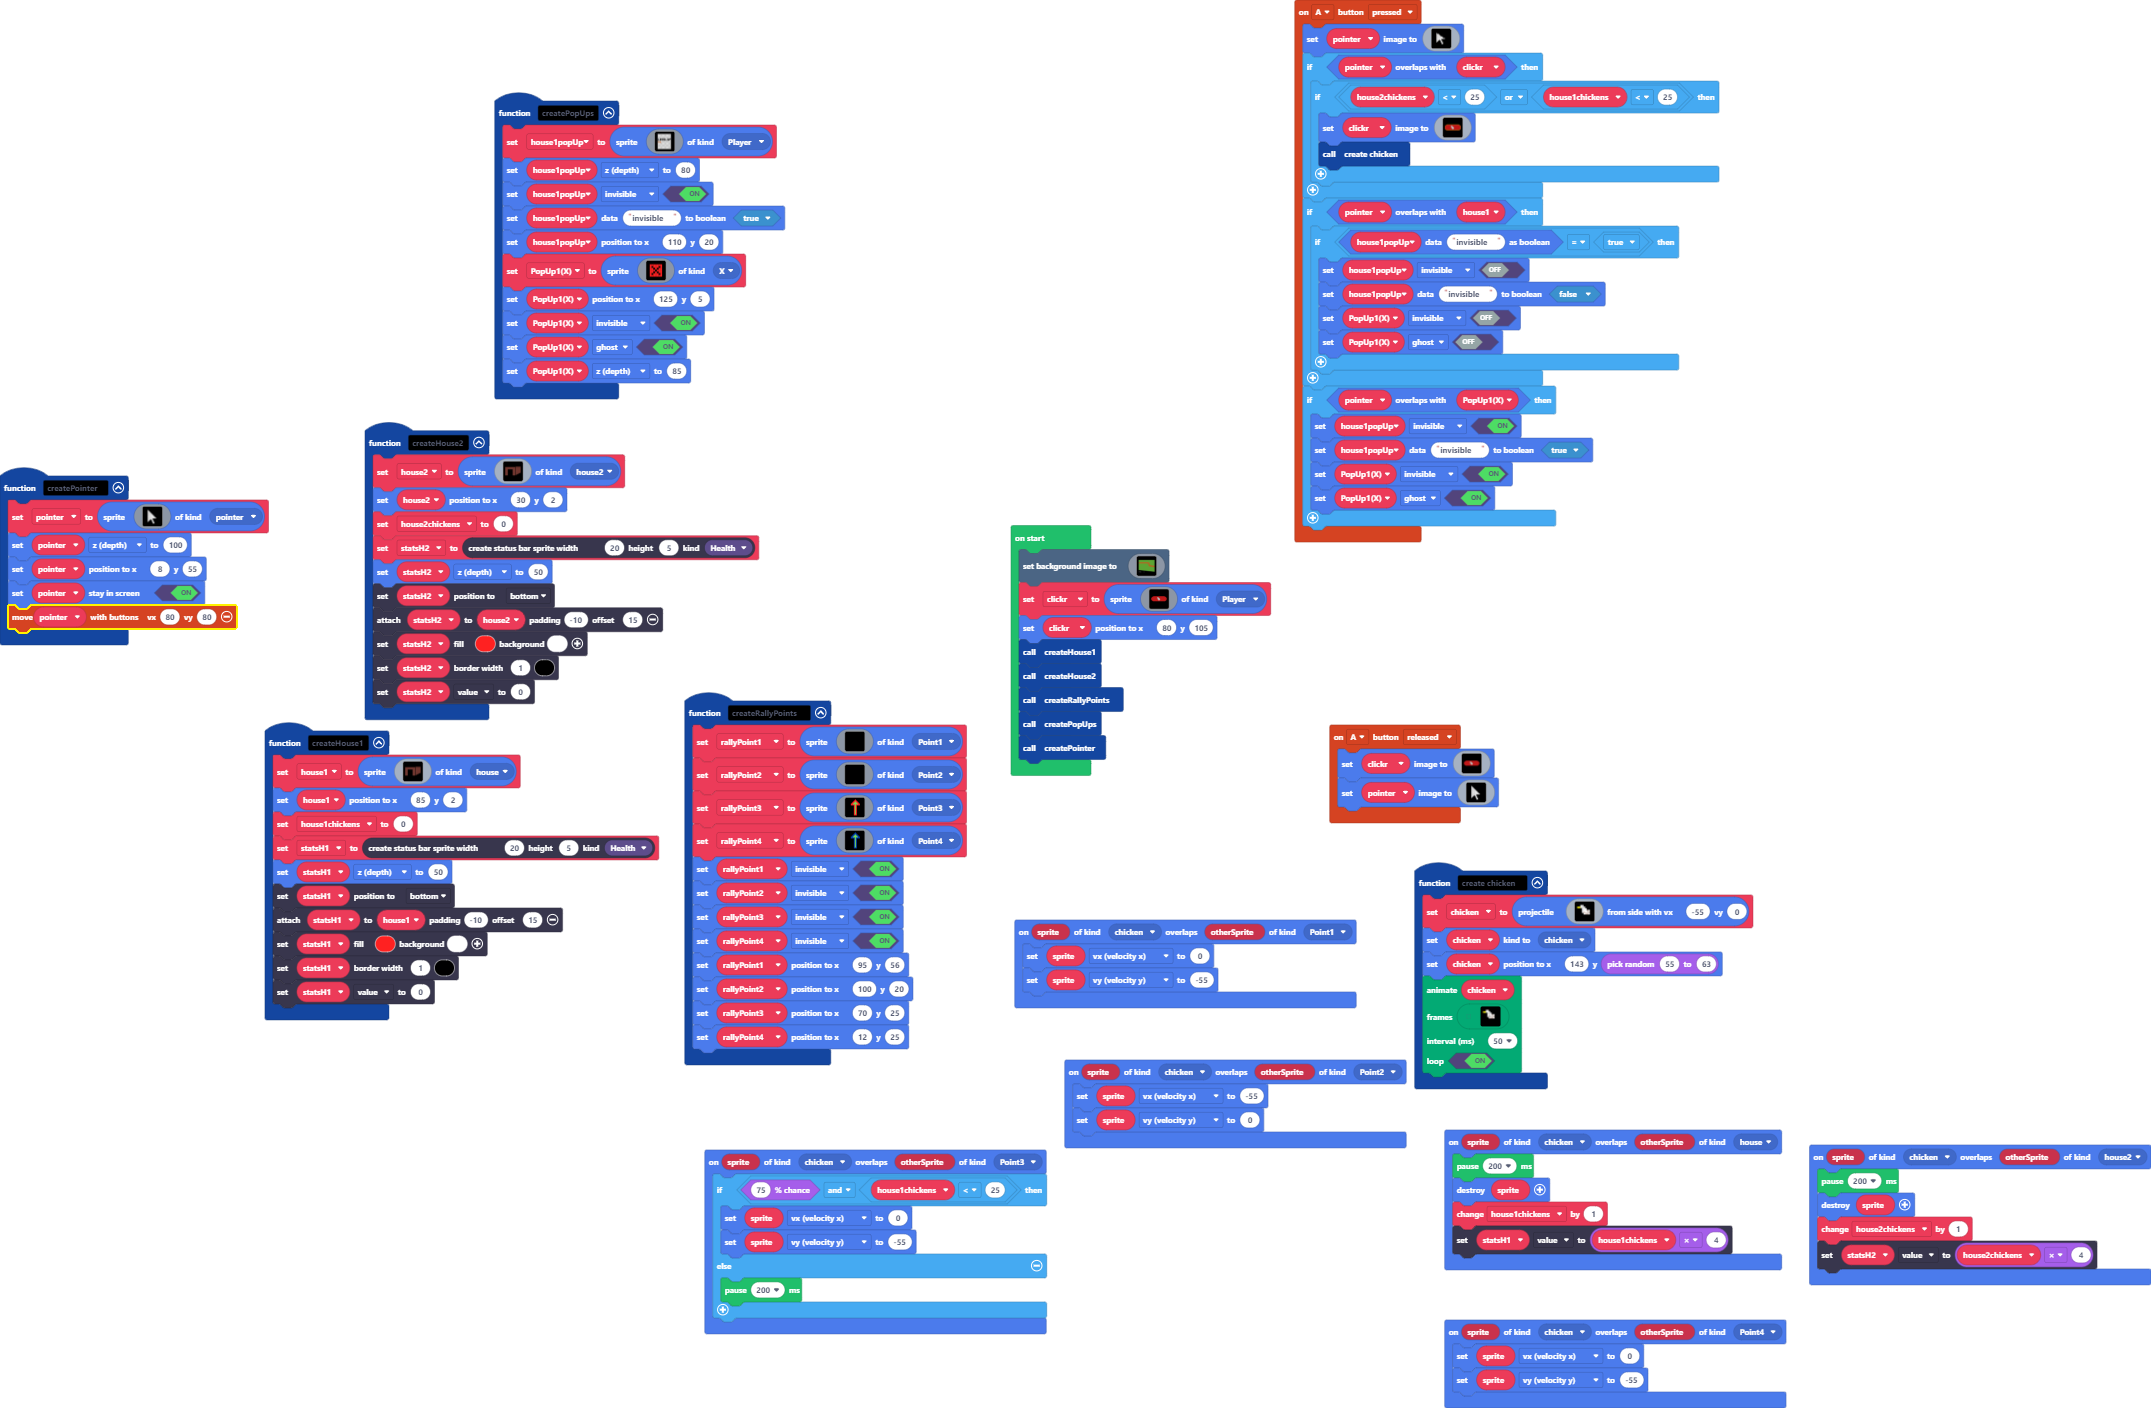 on A button pressed
set pointer image to
if pointer overlaps with clickr then
if house2chickens < 25 or house1chickens < 25 then
set clickr image to
call create chicken
if pointer overlaps with house1 then
if house1popUp data "invisible" as boolean = true then
set house1popUp invisible OFF
set house1popUp data "invisible" to boolean false
set PopUp1(X) invisible OFF
set PopUp1(X) ghost OFF
if pointer overlaps with PopUp1(X) then
set house1popUp invisible ON
set house1popUp data "invisible" to boolean true
set PopUp1(X) invisible ON
set PopUp1(X) ghost ON
function createPopUps
set house1popUp to sprite of kind Player
set house1popUp z (depth) to 80
set house1popUp invisible ON
set house1popUp data "invisible" to boolean true
set house1popUp position to x 110 y 20
set PopUp1(X) to sprite of kind X
set PopUp1(X) position to x 125 y 5
set PopUp1(X) invisible ON
set PopUp1(X) ghost ON
set PopUp1(X) z (depth) to 85
function createHouse2
set house2 to sprite of kind house2
set house2 position to x 30 y 2
set house2chickens to 0
set statsH2 to create status bar sprite width 20 height 5 kind Health
set statsH2 z (depth) to 50
set statsH2 position to bottom
attach statsH2 to house2 padding -10 offset 15
set statsH2 fill background
set statsH2 border width 1
set statsH2 value to 0
function createPointer
set pointer to sprite of kind pointer
set pointer z (depth) to 100
set pointer position to x 8 y 55
set pointer stay in screen ON
move pointer with buttons vx 80 vy 80
on start
set background image to
set clickr to sprite of kind Player
set clickr position to x 80 y 105
call createHouse1
call createHouse2
call createRallyPoints
call createPopUps
call createPointer
function createHouse1
set house1 to sprite of kind house
set house1 position to x 85 y 2
set house1chickens to 0
set statsH1 to create status bar sprite width 20 height 5 kind Health
set statsH1 z (depth) to 50
set statsH1 position to bottom
attach statsH1 to house1 padding -10 offset 15
set statsH1 fill background
set statsH1 border width 1
set statsH1 value to 0
function createRallyPoints
set rallyPoint1 to sprite of kind Point1
set rallyPoint2 to sprite of kind Point2
set rallyPoint3 to sprite of kind Point3
set rallyPoint4 to sprite of kind Point4
set rallyPoint1 invisible ON
set rallyPoint2 invisible ON
set rallyPoint3 invisible ON
set rallyPoint4 invisible ON
set rallyPoint1 position to x 95 y 56
set rallyPoint2 position to x 100 y 20
set rallyPoint3 position to x 70 y 25
set rallyPoint4 position to x 12 y 25
on A button released
set clickr image to
set pointer image to
function create chicken
set chicken to projectile from side with vx -55 vy 0
set chicken kind to chicken
set chicken position to x 143 y pick random 55 to 63
animate chicken
frames
interval (ms) 50
loop ON
on sprite of kind chicken overlaps otherSprite of kind Point1
set sprite vx (velocity x) to 0
set sprite vy (velocity y) to -55
on sprite of kind chicken overlaps otherSprite of kind Point2
set sprite vx (velocity x) to -55
set sprite vy (velocity y) to 0
on sprite of kind chicken overlaps otherSprite of kind Point3
if 75 % chance and house1chickens < 25 then
set sprite vx (velocity x) to 0
set sprite vy (velocity y) to -55
else
pause 200 ms
on sprite of kind chicken overlaps otherSprite of kind house
pause 200 ms
destroy sprite
change house1chickens by 1
set statsH1 value to house1chickens × 4
on sprite of kind chicken overlaps otherSprite of kind house2
pause 200 ms
destroy sprite
change house2chickens by 1
set statsH2 value to house2chickens × 4
on sprite of kind chicken overlaps otherSprite of kind Point4
set sprite vx (velocity x) to 0
set sprite vy (velocity y) to -55